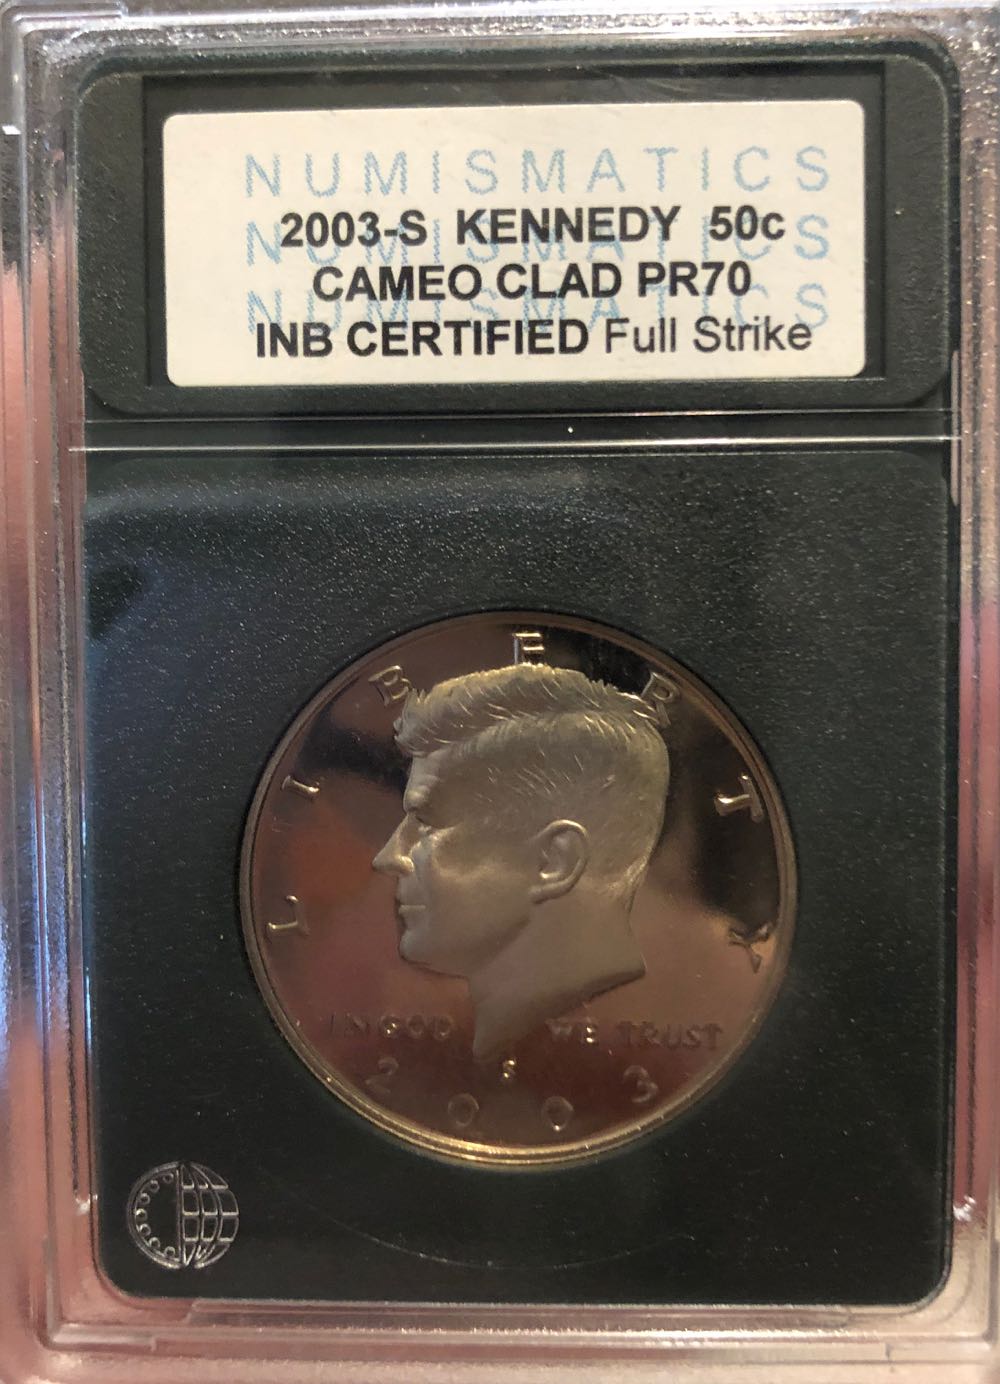 NUMISMATICS
NUMISMATICS
2003-S KENNEDY 50c
CAMEO CLAD PR70
NUMISMATICS
INB CERTIFIED Full Strike
LIBERTY
IN GOD WE TRUST
S
2003